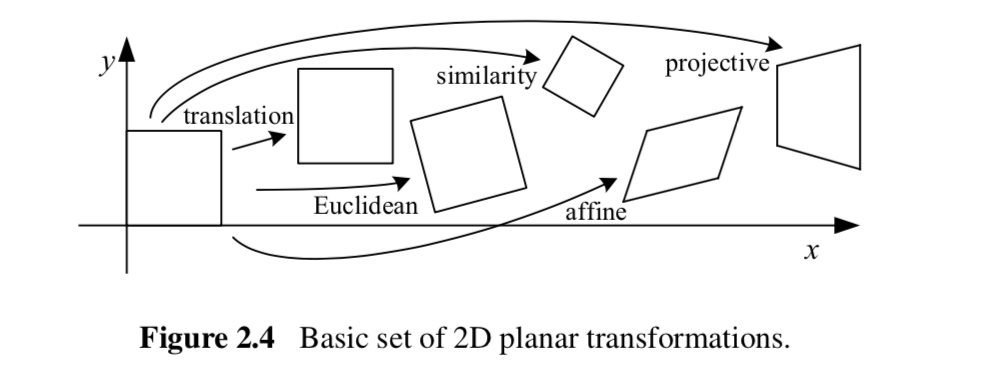 y
similarity
projective
translation
Euclidean
affine
x
Figure 2.4 Basic set of 2D planar transformations.